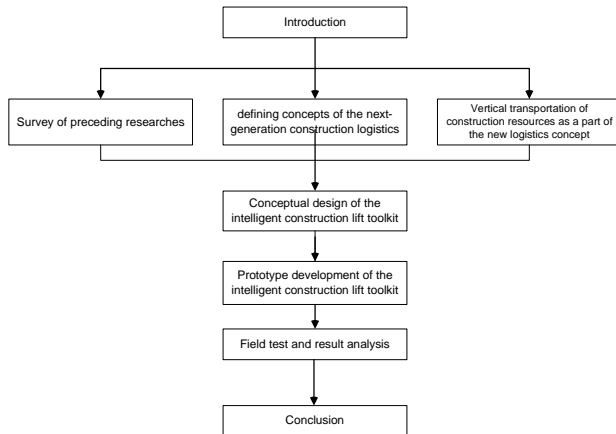 Introduction
Survey of preceding researches
defining concepts of the next-
generation construction logistics
Vertical transportation of
construction resources as a part of
the new logistics concept
Conceptual design of the
intelligent construction lift toolkit
Prototype development of the
intelligent construction lift toolkit
Field test and result analysis
Conclusion